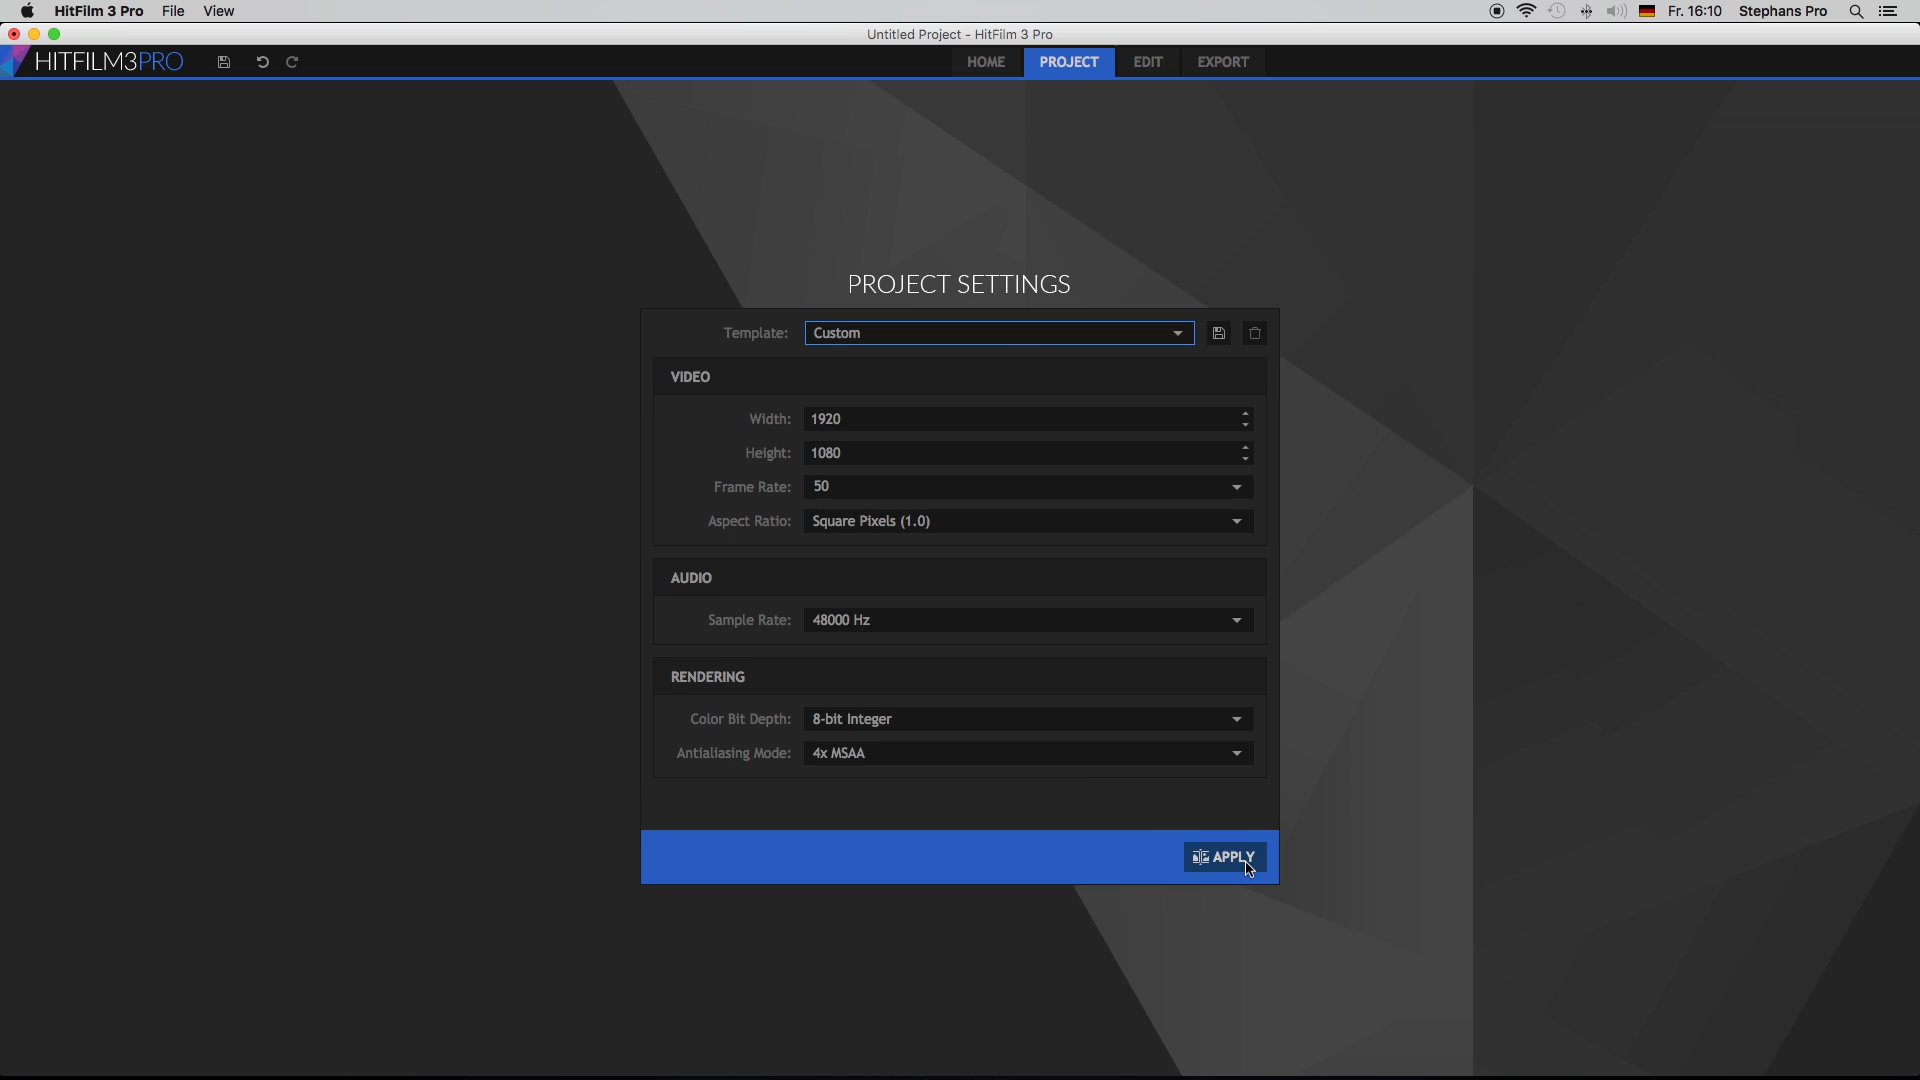 HitFilm 3 Pro File View Fr. 16:10 Stephans Pro
Untitled Project - HitFilm 3 Pro
HITFILM3PRO HOME PROJECT EDIT EXPORT
PROJECT SETTINGS
Template: Custom
VIDEO
Width: 1920
Height: 1080
Frame Rate: 50
Aspect Ratio: Square Pixels (1.0)
AUDIO
Sample Rate: 48000 Hz
RENDERING
Color Bit Depth: 8-bit Integer
Antialiasing Mode: 4x MSAA
APPLY